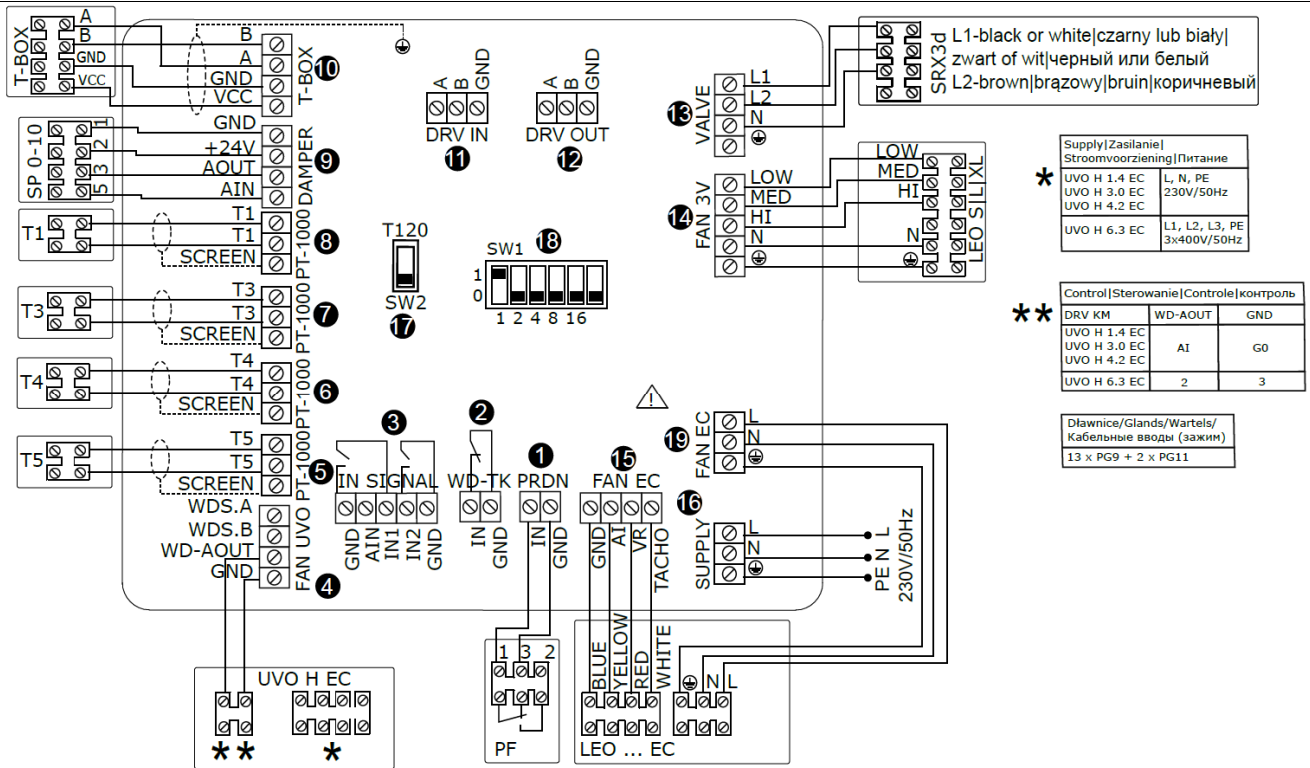 T-BOX
A
B
GND
VCC
B
A
GND
VCC
T-BOX
10
SP 0-10
1
2
3
5
GND
+24V
AOUT
AIN
DAMPER
9
T1
T1
T1
SCREEN
PT-1000
8
T3
T3
T3
SCREEN
PT-1000
7
T4
T4
T4
SCREEN
PT-1000
6
T5
T5
T5
SCREEN
PT-1000
5
WDS.A
WDS.B
WD-AOUT
GND
FAN UVO
4
A
B
GND
DRV IN
11
A
B
GND
DRV OUT
12
T120
SW2
17
SW1
18
1
0
1 2 4 8 16
3
IN SIGNAL
GND
AIN
IN1
IN2
GND
2
WD-TK
IN
GND
1
PRDN
IN
GND
15
FAN EC
GND
AI
VR
TACHO
13
VALVE
L1
L2
N
SRX3d
L1-black or white|czarny lub biały|
zwart of wit|черный или белый
L2-brown|brązowy|bruin|коричневый
14
FAN 3V
LOW
MED
HI
N
LOW
MED
HI
N
LEO S|L|XL
19
FAN EC
L
N
16
SUPPLY
L
N
PE N L
230V/50Hz
*
Supply|Zasilanie|
Stroomvoorziening|Питание
UVO H 1.4 EC
UVO H 3.0 EC
UVO H 4.2 EC
L, N, PE
230V/50Hz
UVO H 6.3 EC
L1, L2, L3, PE
3x400V/50Hz
**
Control|Sterowanie|Controle|контроль
DRV KM WD-AOUT GND
UVO H 1.4 EC
UVO H 3.0 EC
UVO H 4.2 EC
AI G0
UVO H 6.3 EC 2 3
Dławnice/Glands/Wartels/
Кабельные вводы (зажим)
13 x PG9 + 2 x PG11
UVO H EC
**
*
1 3 2
PF
BLUE
YELLOW
RED
WHITE
N L
LEO ... EC